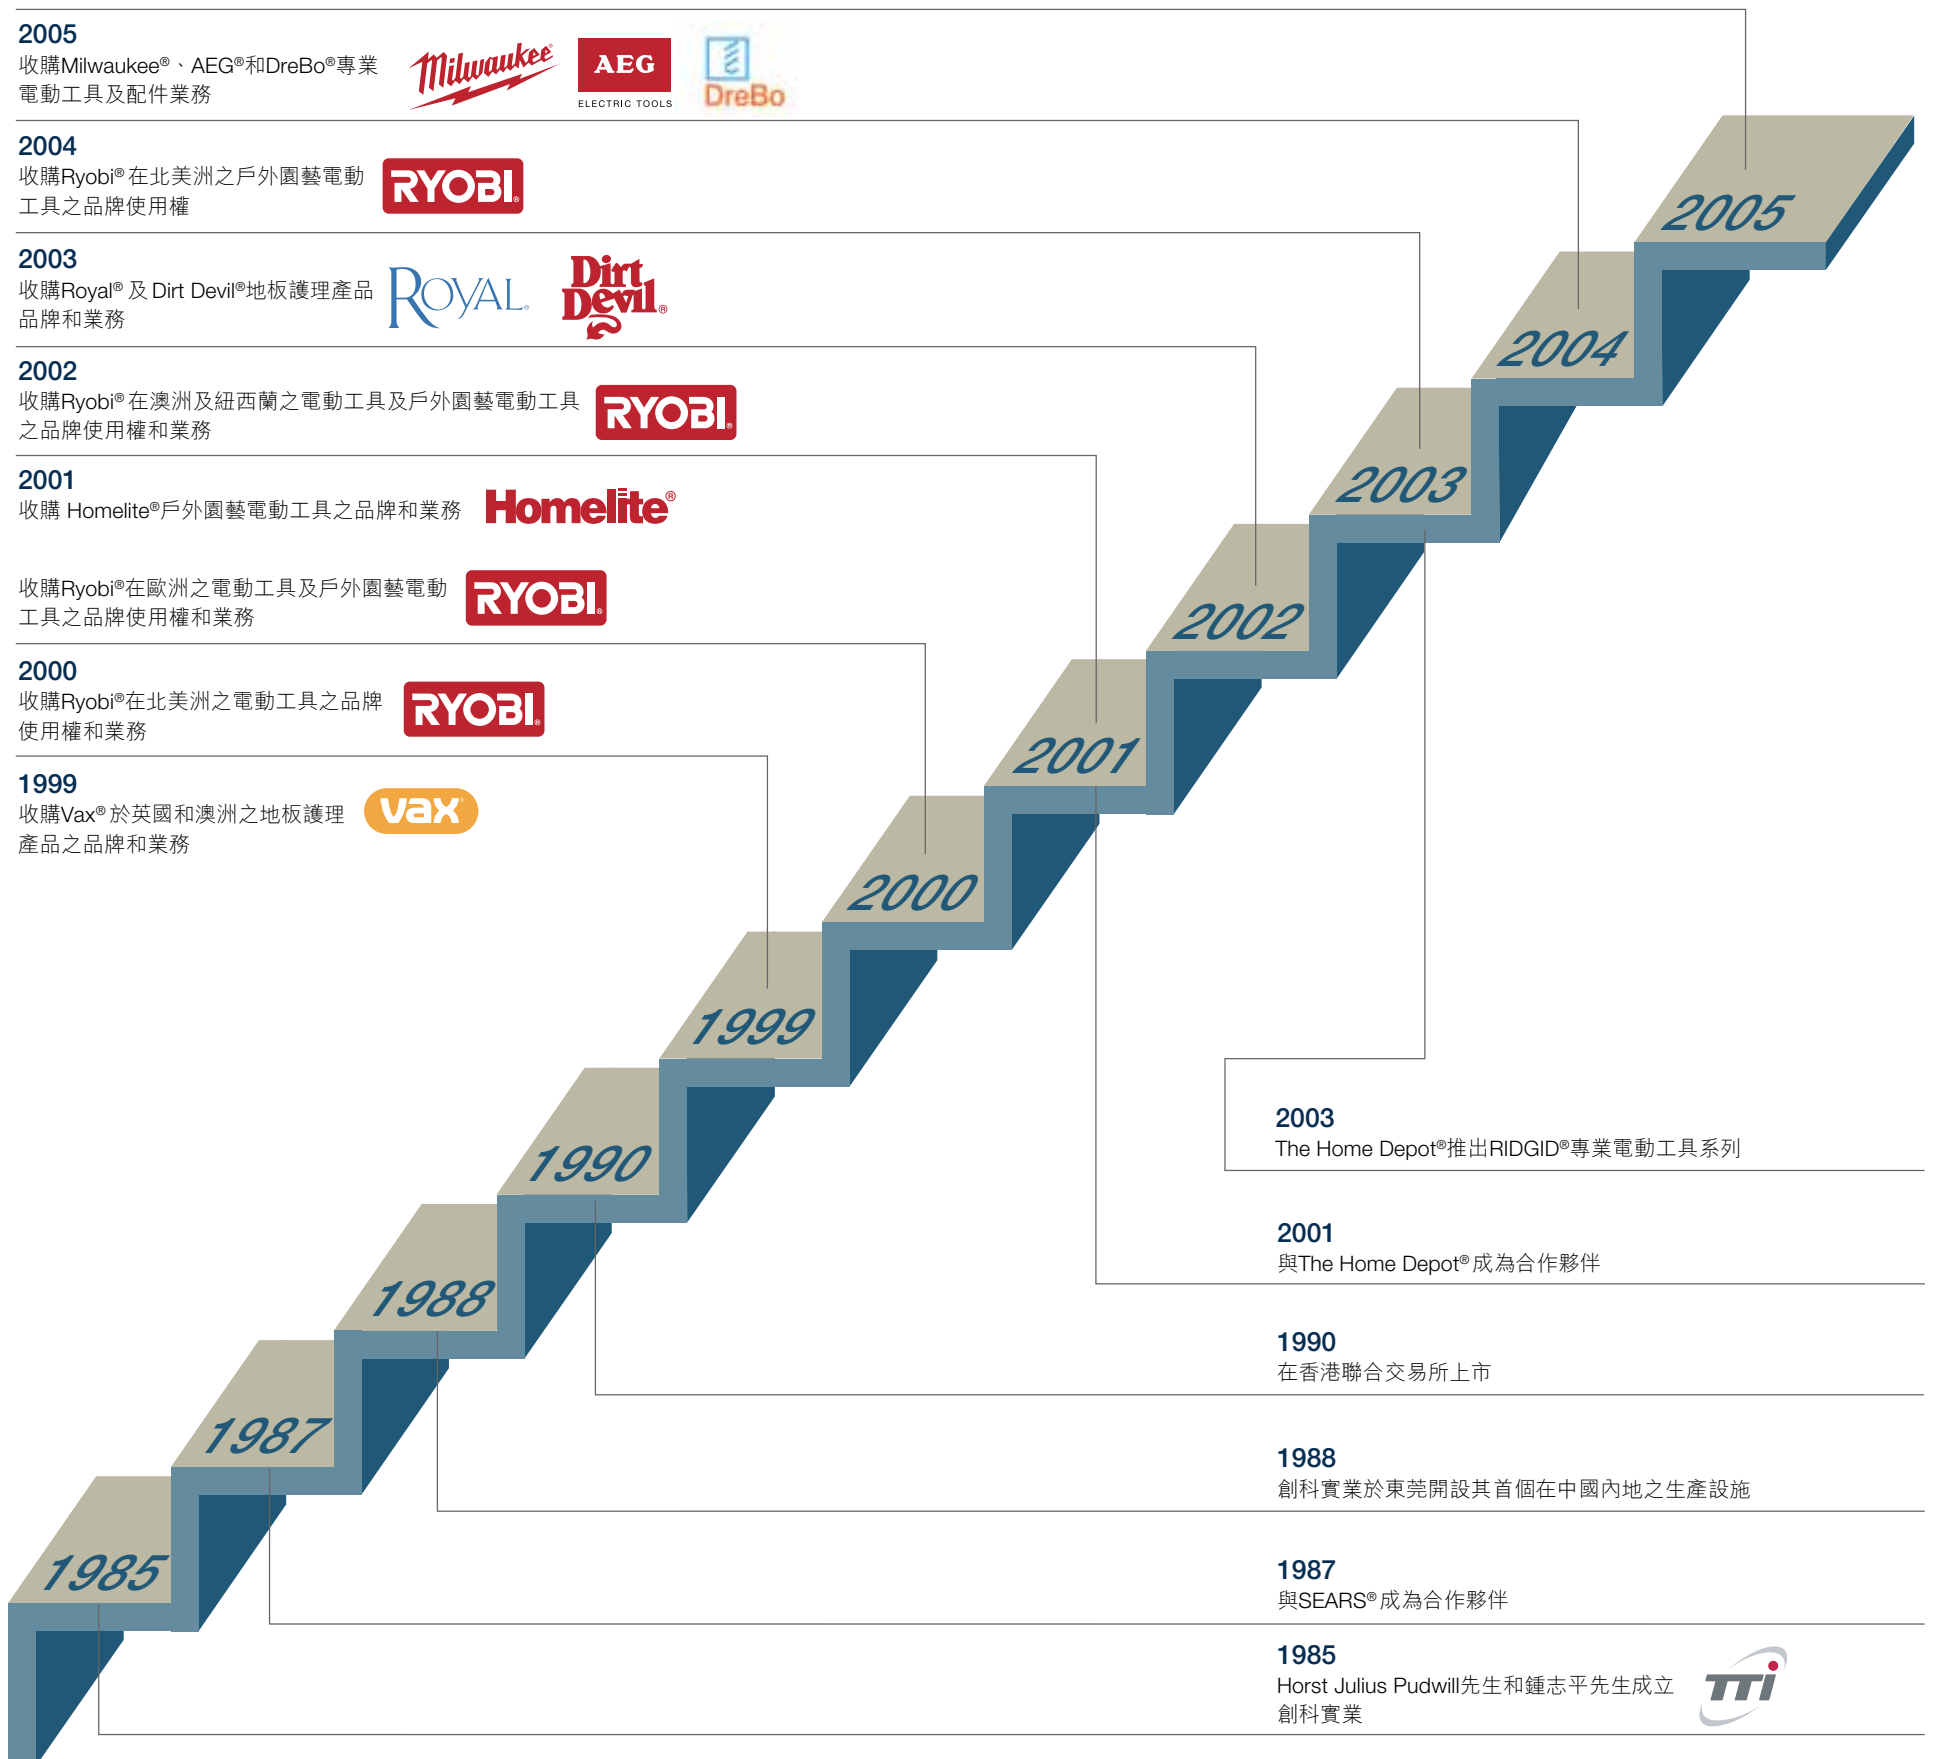 2005
收購Milwaukee®、AEG®和DreBo®專業
電動工具及配件業務
Milwaukee
AEG
ELECTRIC TOOLS
DreBo
2004
收購Ryobi®在北美洲之戶外園藝電動
工具之品牌使用權
RYOBI®
2003
收購Royal® 及 Dirt Devil®地板護理產品
品牌和業務
ROYAL®
Dirt
Devil®
2002
收購Ryobi®在澳洲及紐西蘭之電動工具及戶外園藝電動工具
之品牌使用權和業務
RYOBI®
2001
收購 Homelite®戶外園藝電動工具之品牌和業務
Homelite®
收購Ryobi®在歐洲之電動工具及戶外園藝電動
工具之品牌使用權和業務
RYOBI®
2000
收購Ryobi®在北美洲之電動工具之品牌
使用權和業務
RYOBI®
1999
收購Vax®於英國和澳洲之地板護理
產品之品牌和業務
vax
2005
2004
2003
2002
2001
2000
1999
1990
1988
1987
1985
2003
The Home Depot®推出RIDGID®專業電動工具系列
2001
與The Home Depot®成為合作夥伴
1990
在香港聯合交易所上市
1988
創科實業於東莞開設其首個在中國內地之生產設施
1987
與SEARS®成為合作夥伴
1985
Horst Julius Pudwill先生和鍾志平先生成立
創科實業
TTi